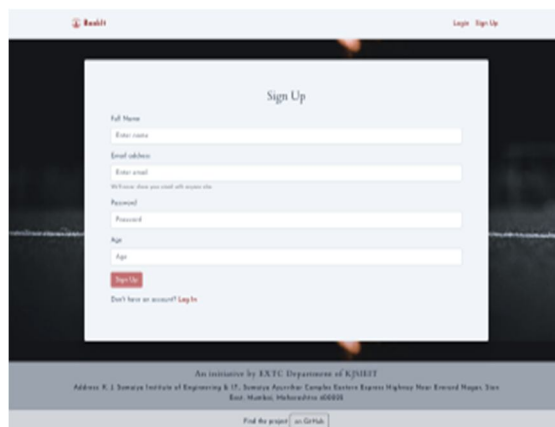 BookIt
Login Sign Up
Sign Up
Full Name
Enter name
Email address
Enter email
We'll never share your email with anyone else.
Password
Password
Age
Age
Sign Up
Don't have an account? Log In
An initiative by EXTC Department of KJSIEIT
Address: K. J. Somaiya Institute of Engineering & IT, Somaiya Ayurvihar Complex Eastern Express Highway Near Everard Nagar, Sion
East, Mumbai, Maharashtra
Find the project on GitHub